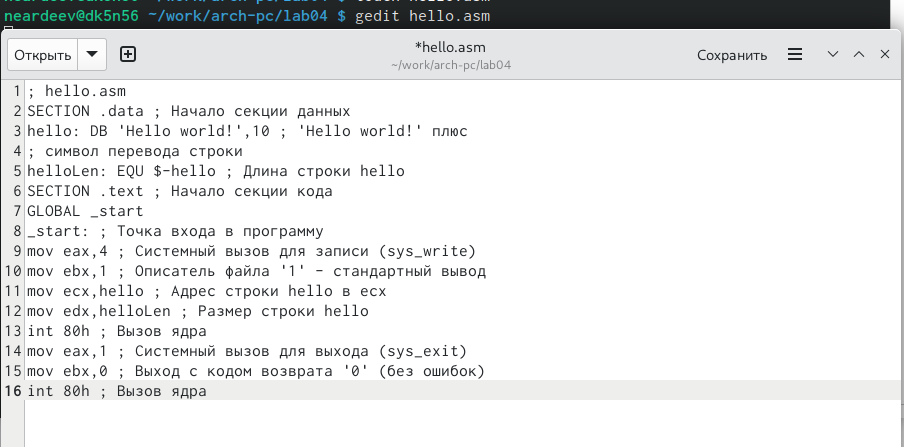 neardeev@dk5n56 ~/work/arch-pc/lab04 $ gedit hello.asm
Открыть
*hello.asm
~/work/arch-pc/lab04
Сохранить
1 ; hello.asm
2 SECTION .data ; Начало секции данных
3 hello: DB 'Hello world!',10 ; 'Hello world!' плюс
4 ; символ перевода строки
5 helloLen: EQU $-hello ; Длина строки hello
6 SECTION .text ; Начало секции кода
7 GLOBAL _start
8 _start: ; Точка входа в программу
9 mov eax,4 ; Системный вызов для записи (sys_write)
10 mov ebx,1 ; Описатель файла '1' - стандартный вывод
11 mov ecx,hello ; Адрес строки hello в ecx
12 mov edx,helloLen ; Размер строки hello
13 int 80h ; Вызов ядра
14 mov eax,1 ; Системный вызов для выхода (sys_exit)
15 mov ebx,0 ; Выход с кодом возврата '0' (без ошибок)
16 int 80h ; Вызов ядра